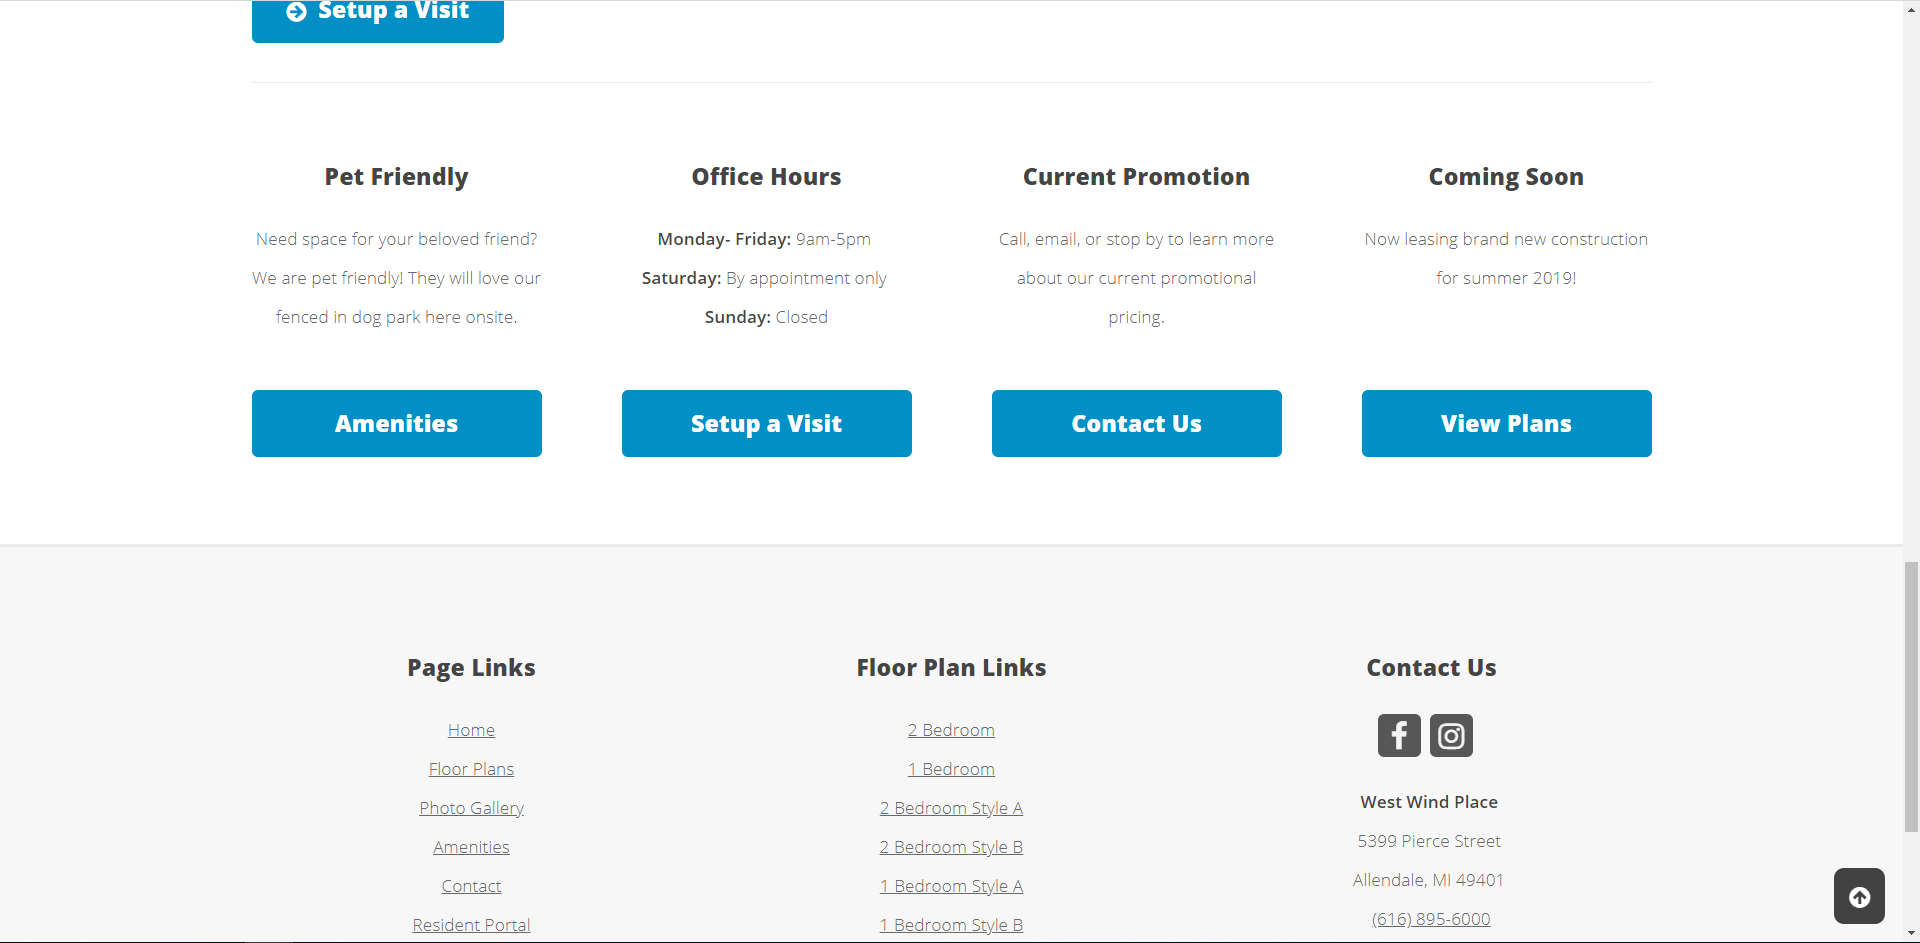 Setup a Visit
Pet Friendly
Need space for your beloved friend?
We are pet friendly! They will love our
fenced in dog park here onsite.
Amenities
Office Hours
Monday- Friday: 9am-5pm
Saturday: By appointment only
Sunday: Closed
Setup a Visit
Current Promotion
Call, email, or stop by to learn more
about our current promotional
pricing.
Contact Us
Coming Soon
Now leasing brand new construction
for summer 2019!
View Plans
Page Links
Home
Floor Plans
Photo Gallery
Amenities
Contact
Resident Portal
Floor Plan Links
2 Bedroom
1 Bedroom
2 Bedroom Style A
2 Bedroom Style B
1 Bedroom Style A
1 Bedroom Style B
Contact Us
West Wind Place
5399 Pierce Street
Allendale, MI 49401
(616) 895-6000